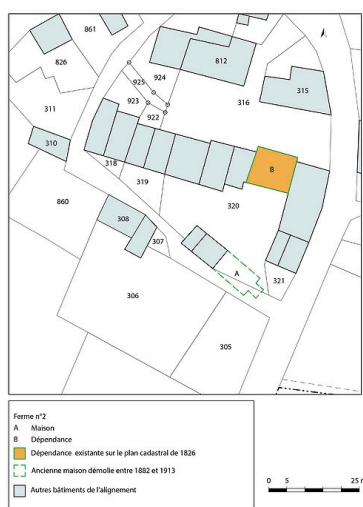 861
826
925
924
812
923
922
316
315
311
310
318
319
320
B
860
308
307
A
321
306
305
Ferme n°2
A Maison
B Dépendance
Dépendance existante sur le plan cadastral de 1826
Ancienne maison démolie entre 1882 et 1913
Autres bâtiments de l'alignement
0 5 25 m